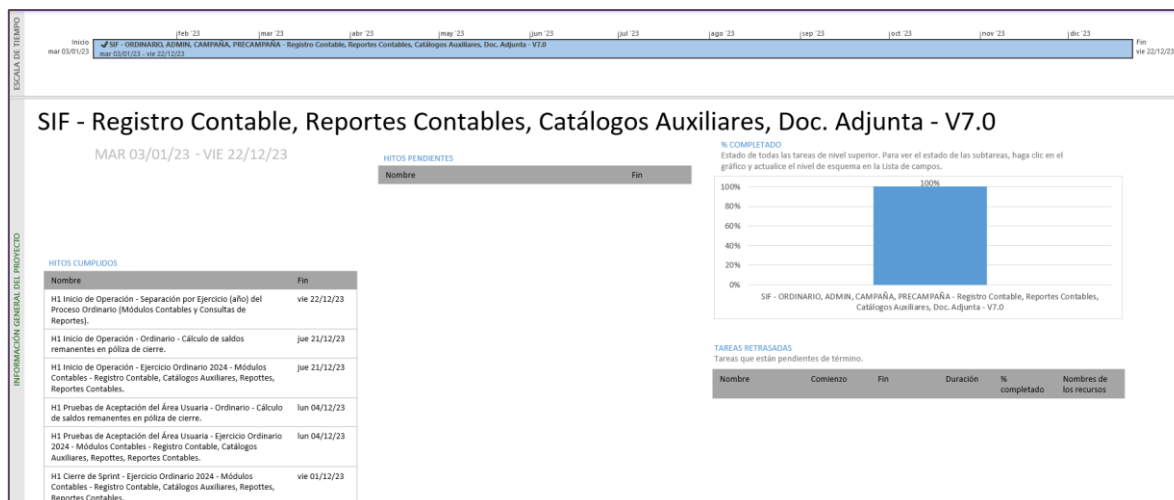 ESCALA DE TIEMPO
feb '23 mar '23 abr '23 may '23 jun '23 jul '23 ago '23 sep '23 oct '23 nov '23 dic '23
Inicio
mar 03/01/23
SIF - ORDINARIO, ADMIN, CAMPAÑA, PRECAMPAÑA - Registro Contable, Reportes Contables, Catálogos Auxiliares, Doc. Adjunta - V7.0
mar 03/01/23 - vie 22/12/23
Fin
vie 22/12/23
INFORMACIÓN GENERAL DEL PROYECTO
SIF - Registro Contable, Reportes Contables, Catálogos Auxiliares, Doc. Adjunta - V7.0
MAR 03/01/23 - VIE 22/12/23
HITOS PENDIENTES
Nombre Fin
% COMPLETADO
Estado de todas las tareas de nivel superior. Para ver el estado de las subtareas, haga clic en el
gráfico y actualice el nivel de esquema en la Lista de campos.
100%
100%
80%
60%
40%
20%
0%
SIF - ORDINARIO, ADMIN, CAMPAÑA, PRECAMPAÑA - Registro Contable, Reportes Contables,
Catálogos Auxiliares, Doc. Adjunta - V7.0
HITOS CUMPLIDOS
Nombre Fin
H1 Inicio de Operación - Separación por Ejercicio (año) del vie 22/12/23
Proceso Ordinario (Módulos Contables y Consultas de
Reportes).
H1 Inicio de Operación - Ordinario - Cálculo de saldos jue 21/12/23
remanentes en póliza de cierre.
H1 Inicio de Operación - Ejercicio Ordinario 2024 - Módulos jue 21/12/23
Contables - Registro Contable, Catálogos Auxiliares, Repottes,
Reportes Contables.
H1 Pruebas de Aceptación del Área Usuaria - Ordinario - Cálculo lun 04/12/23
de saldos remanentes en póliza de cierre.
H1 Pruebas de Aceptación del Área Usuaria - Ejercicio Ordinario lun 04/12/23
2024 - Módulos Contables - Registro Contable, Catálogos
Auxiliares, Repottes, Reportes Contables.
H1 Cierre de Sprint - Ejercicio Ordinario 2024 - Módulos vie 01/12/23
Contables - Registro Contable, Catálogos Auxiliares, Repottes,
Reportes Contables.
TAREAS RETRASADAS
Tareas que están pendientes de término.
Nombre Comienzo Fin Duración % completado Nombres de los recursos